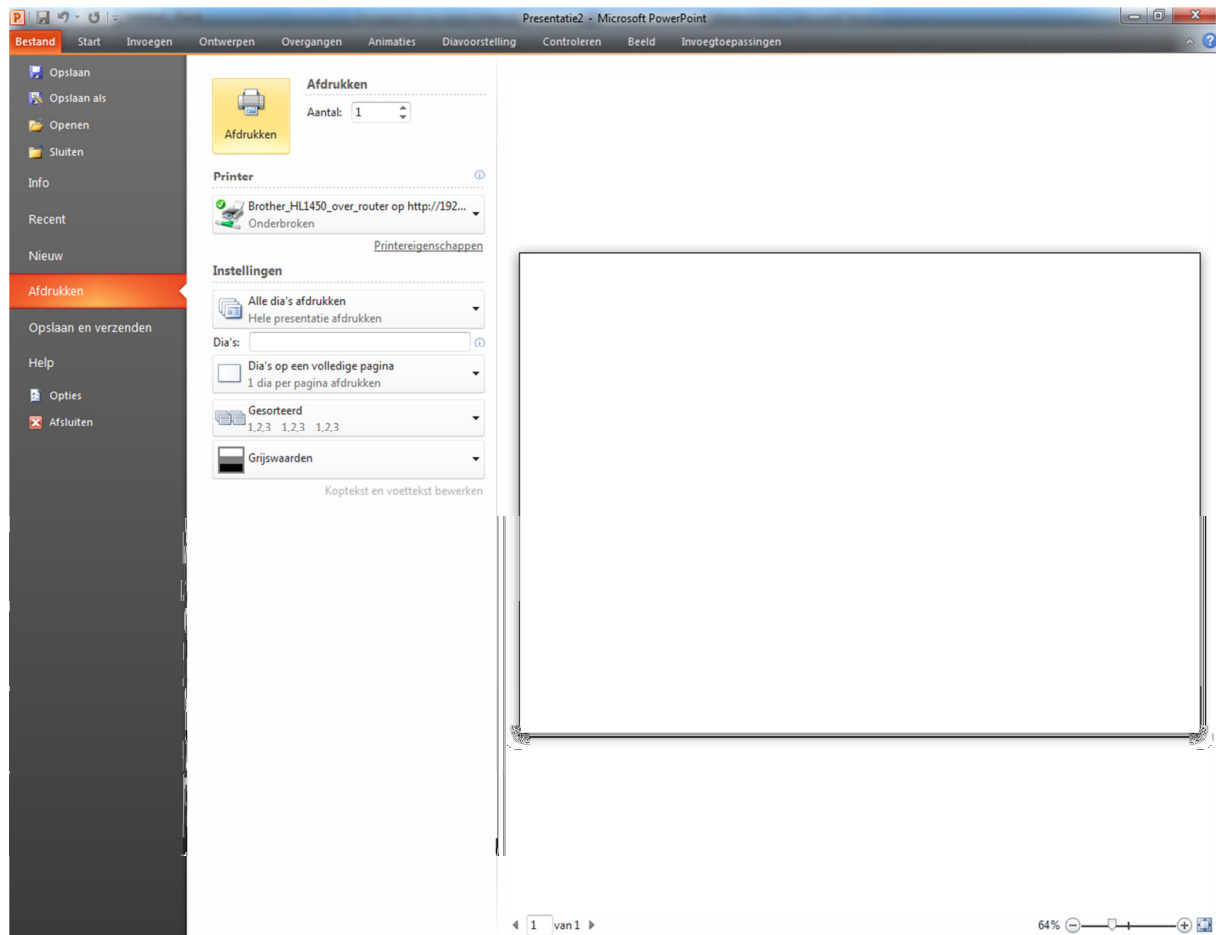 Presentatie2 - Microsoft PowerPoint
Bestand Start Invoegen Ontwerpen Overgangen Animaties Diavoorstelling Controleren Beeld Invoegtoepassingen
Opslaan
Opslaan als
Openen
Sluiten
Info
Recent
Nieuw
Afdrukken
Opslaan en verzenden
Help
Opties
Afsluiten
Afdrukken
Afdrukken
Aantal: 1
Printer
Brother_HL1450_over_router op http://192...
Onderbroken
Printereigenschappen
Instellingen
Alle dia's afdrukken
Hele presentatie afdrukken
Dia's:
Dia's op een volledige pagina
1 dia per pagina afdrukken
Gesorteerd
1,2,3 1,2,3 1,2,3
Grijswaarden
Koptekst en voettekst bewerken
1 van 1
64%